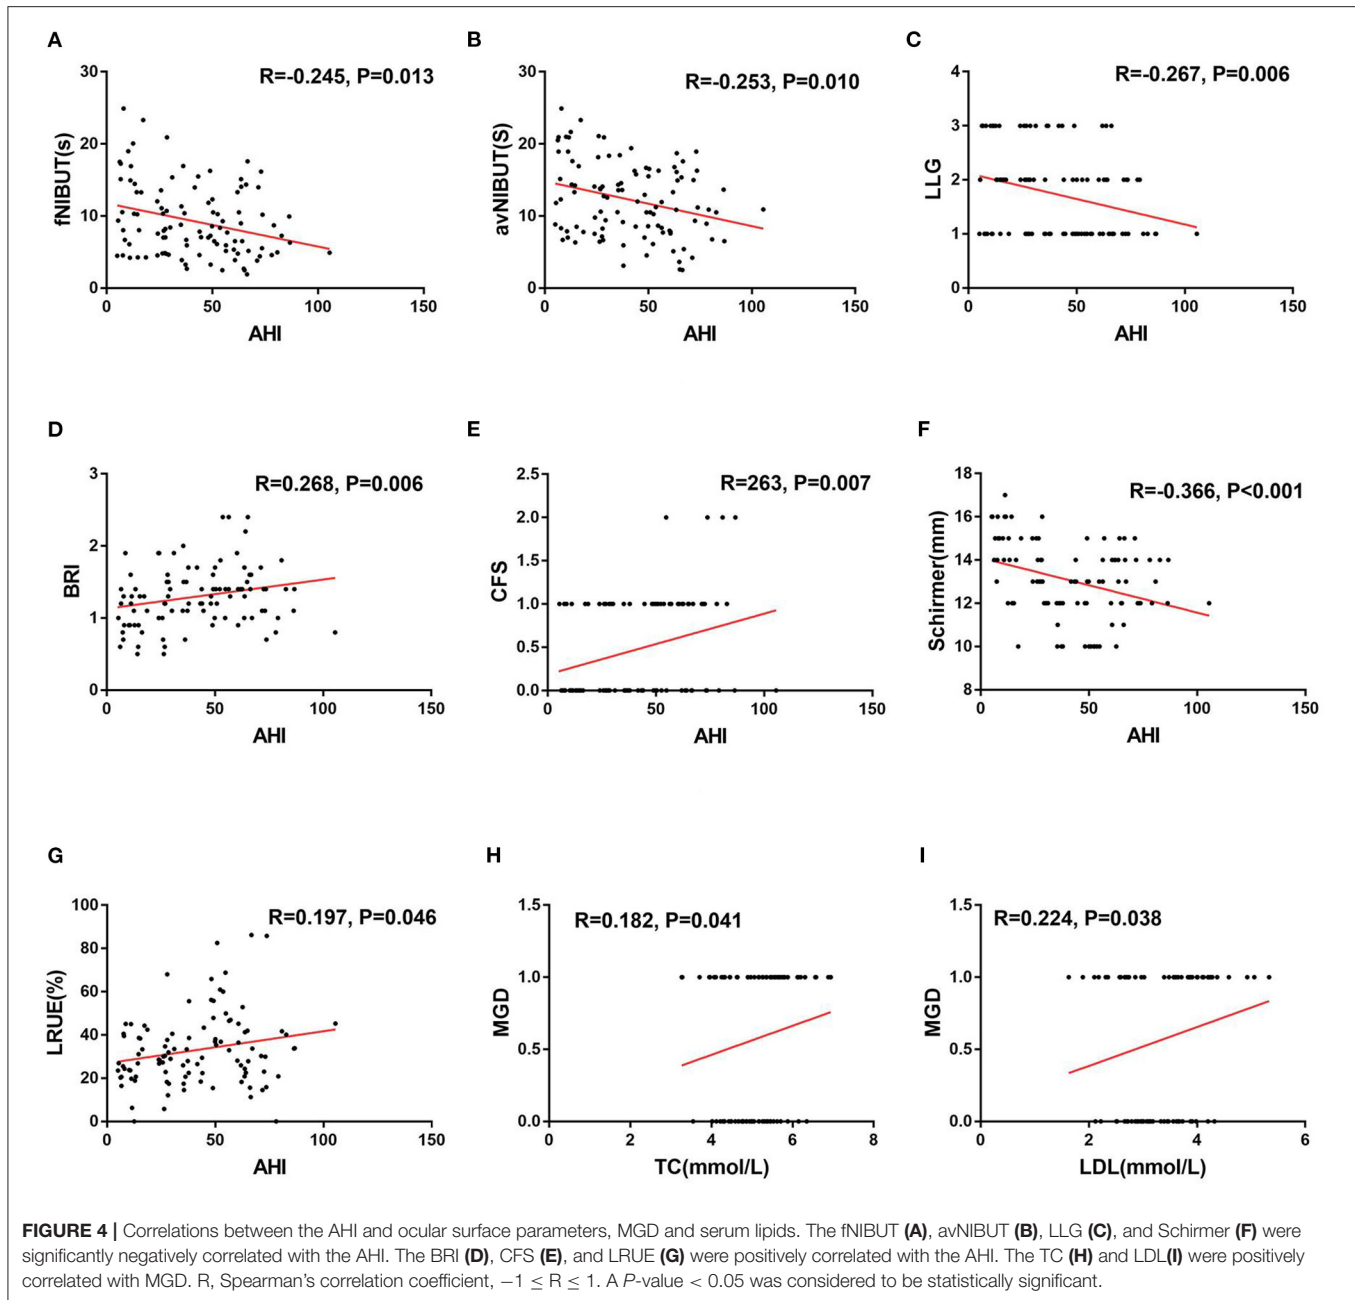 A
R=-0.245, P=0.013
fNIBUT(s)
30
20
10
0
0 50 100 150
AHI
B
R=-0.253, P=0.010
avNIBUT(S)
30
20
10
0
0 50 100 150
AHI
C
R=-0.267, P=0.006
LLG
4
3
2
1
0
0 50 100 150
AHI
D
R=0.268, P=0.006
BRI
3
2
1
0
0 50 100 150
AHI
E
R=263, P=0.007
CFS
2.5
2.0
1.5
1.0
0.5
0.0
0 50 100 150
AHI
F
R=-0.366, P<0.001
Schirmer(mm)
18
16
14
12
10
8
0 50 100 150
AHI
G
R=0.197, P=0.046
LRUE(%)
100
80
60
40
20
0
0 50 100 150
AHI
H
R=0.182, P=0.041
MGD
1.5
1.0
0.5
0.0
0 2 4 6 8
TC(mmol/L)
I
R=0.224, P=0.038
MGD
1.5
1.0
0.5
0.0
0 2 4 6
LDL(mmol/L)
FIGURE 4 | Correlations between the AHI and ocular surface parameters, MGD and serum lipids. The fNIBUT (A), avNIBUT (B), LLG (C), and Schirmer (F) were
significantly negatively correlated with the AHI. The BRI (D), CFS (E), and LRUE (G) were positively correlated with the AHI. The TC (H) and LDL(I) were positively
correlated with MGD. R, Spearman's correlation coefficient, −1 ≤ R ≤ 1. A P-value < 0.05 was considered to be statistically significant.